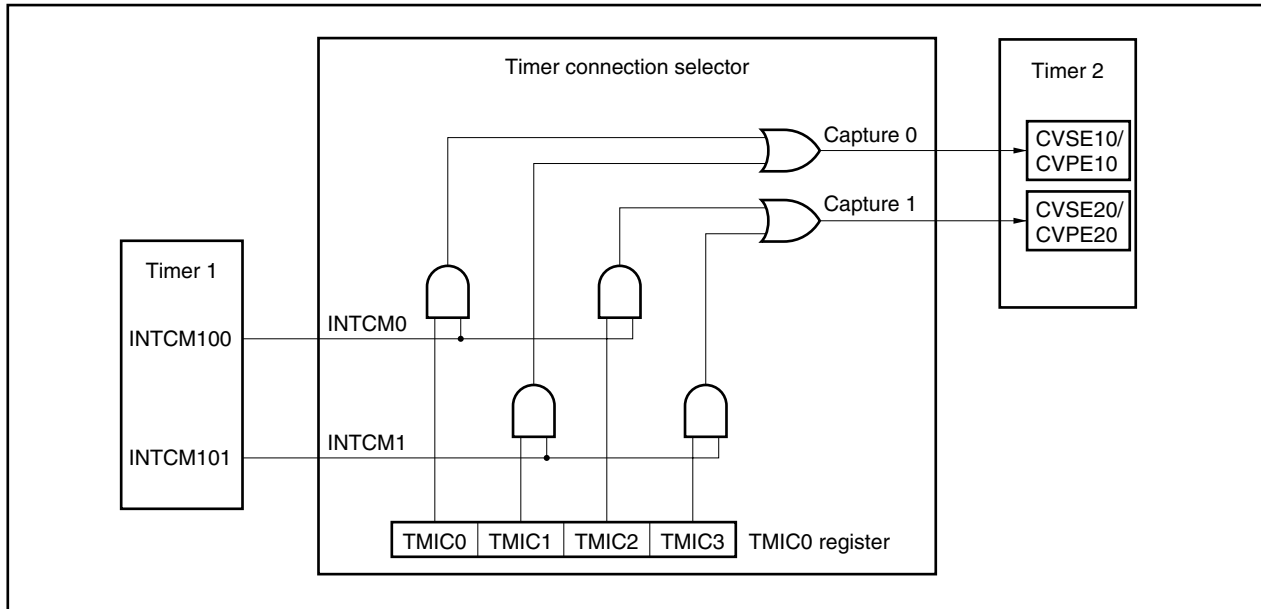 Timer connection selector
Timer 2
Capture 0
CVSE10/
CVPE10
Capture 1
CVSE20/
CVPE20
Timer 1
INTCM100
INTCM0
INTCM101
INTCM1
TMIC0 TMIC1 TMIC2 TMIC3 TMIC0 register